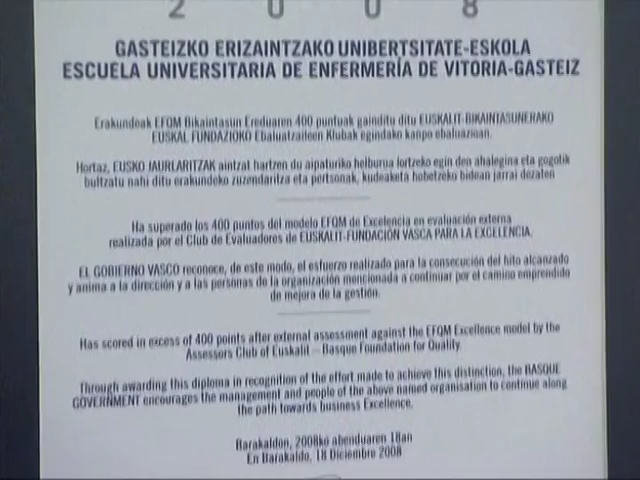 2 0 0 8
GASTEIZKO ERIZAINTZAKO UNIBERTSITATE-ESKOLA
ESCUELA UNIVERSITARIA DE ENFERMERÍA DE VITORIA-GASTEIZ
Erakundeak EFQM Bikaintasun Ereduaren 400 puntuak gainditu ditu EUSKALIT-BIKAINTASUNERAKO
EUSKAL FUNDAZIOKO Ebaluatzaileen Klubak egindako kanpo ebaluazioan.
Hortaz, EUSKO JAURLARITZAK aintzat hartzen du aipaturiko helburua lortzeko egin den ahalegina eta gogotik
bultzatu nahi ditu erakundeko zuzendaritza eta pertsonak, kudeaketa hobetzeko bidean jarrai dezaten
Ha superado los 400 puntos del modelo EFQM de Excelencia en evaluación externa
realizada por el Club de Evaluadores de EUSKALIT-FUNDACIÓN VASCA PARA LA EXCELENCIA.
EL GOBIERNO VASCO reconoce, de este modo, el esfuerzo realizado para la consecución del hito alcanzado
y anima a la dirección y a las personas de la organización mencionada a continuar por el camino emprendido
de mejora de la gestión.
Has scored in excess of 400 points after external assessment against the EFQM Excellence model by the
Assessors Club of Euskalit – Basque Foundation for Quality
Through awarding this diploma in recognition of the effort made to achieve this distinction, the BASQUE
GOVERNMENT encourages the management and people of the above named organisation to continue along
the path towards business Excellence.
Barakaldon, 2008ko abenduaren 18an
En Barakaldo, 18 Diciembre 2008